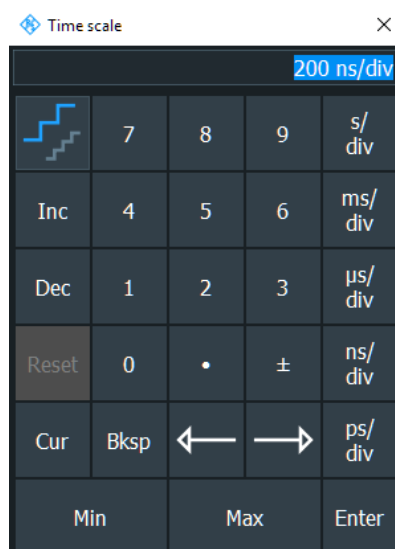 Time scale
200 ns/div
7 8 9 s/
div
Inc 4 5 6 ms/
div
Dec 1 2 3 µs/
div
Reset 0 • ± ns/
div
Cur Bksp ps/
div
Min Max Enter